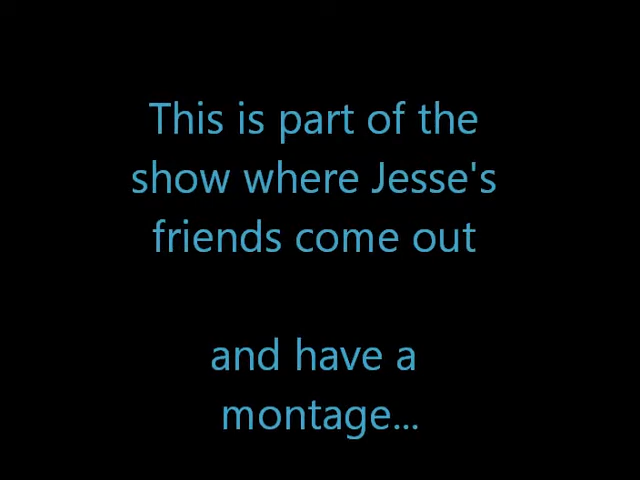 This is part of the
show where Jesse's
friends come out
and have a
montage...